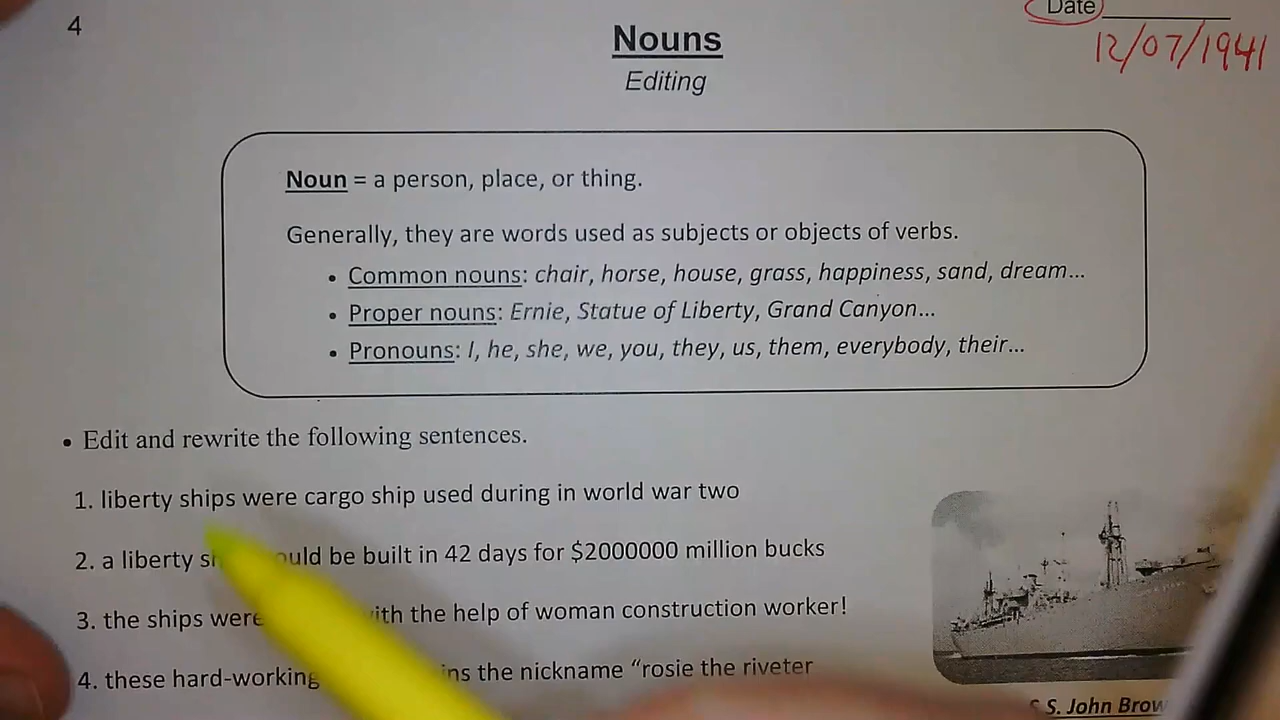 4
Date
12/07/1941
Nouns
Editing
Noun = a person, place, or thing.
Generally, they are words used as subjects or objects of verbs.
• Common nouns: chair, horse, house, grass, happiness, sand, dream...
• Proper nouns: Ernie, Statue of Liberty, Grand Canyon...
• Pronouns: I, he, she, we, you, they, us, them, everybody, their...
• Edit and rewrite the following sentences.
1. liberty ships were cargo ship used during in world war two
2. a liberty be built in 42 days for $2000000 million bucks
3. the ships were with the help of woman construction worker!
4. these hard-working the nickname “rosie the riveter
S. John